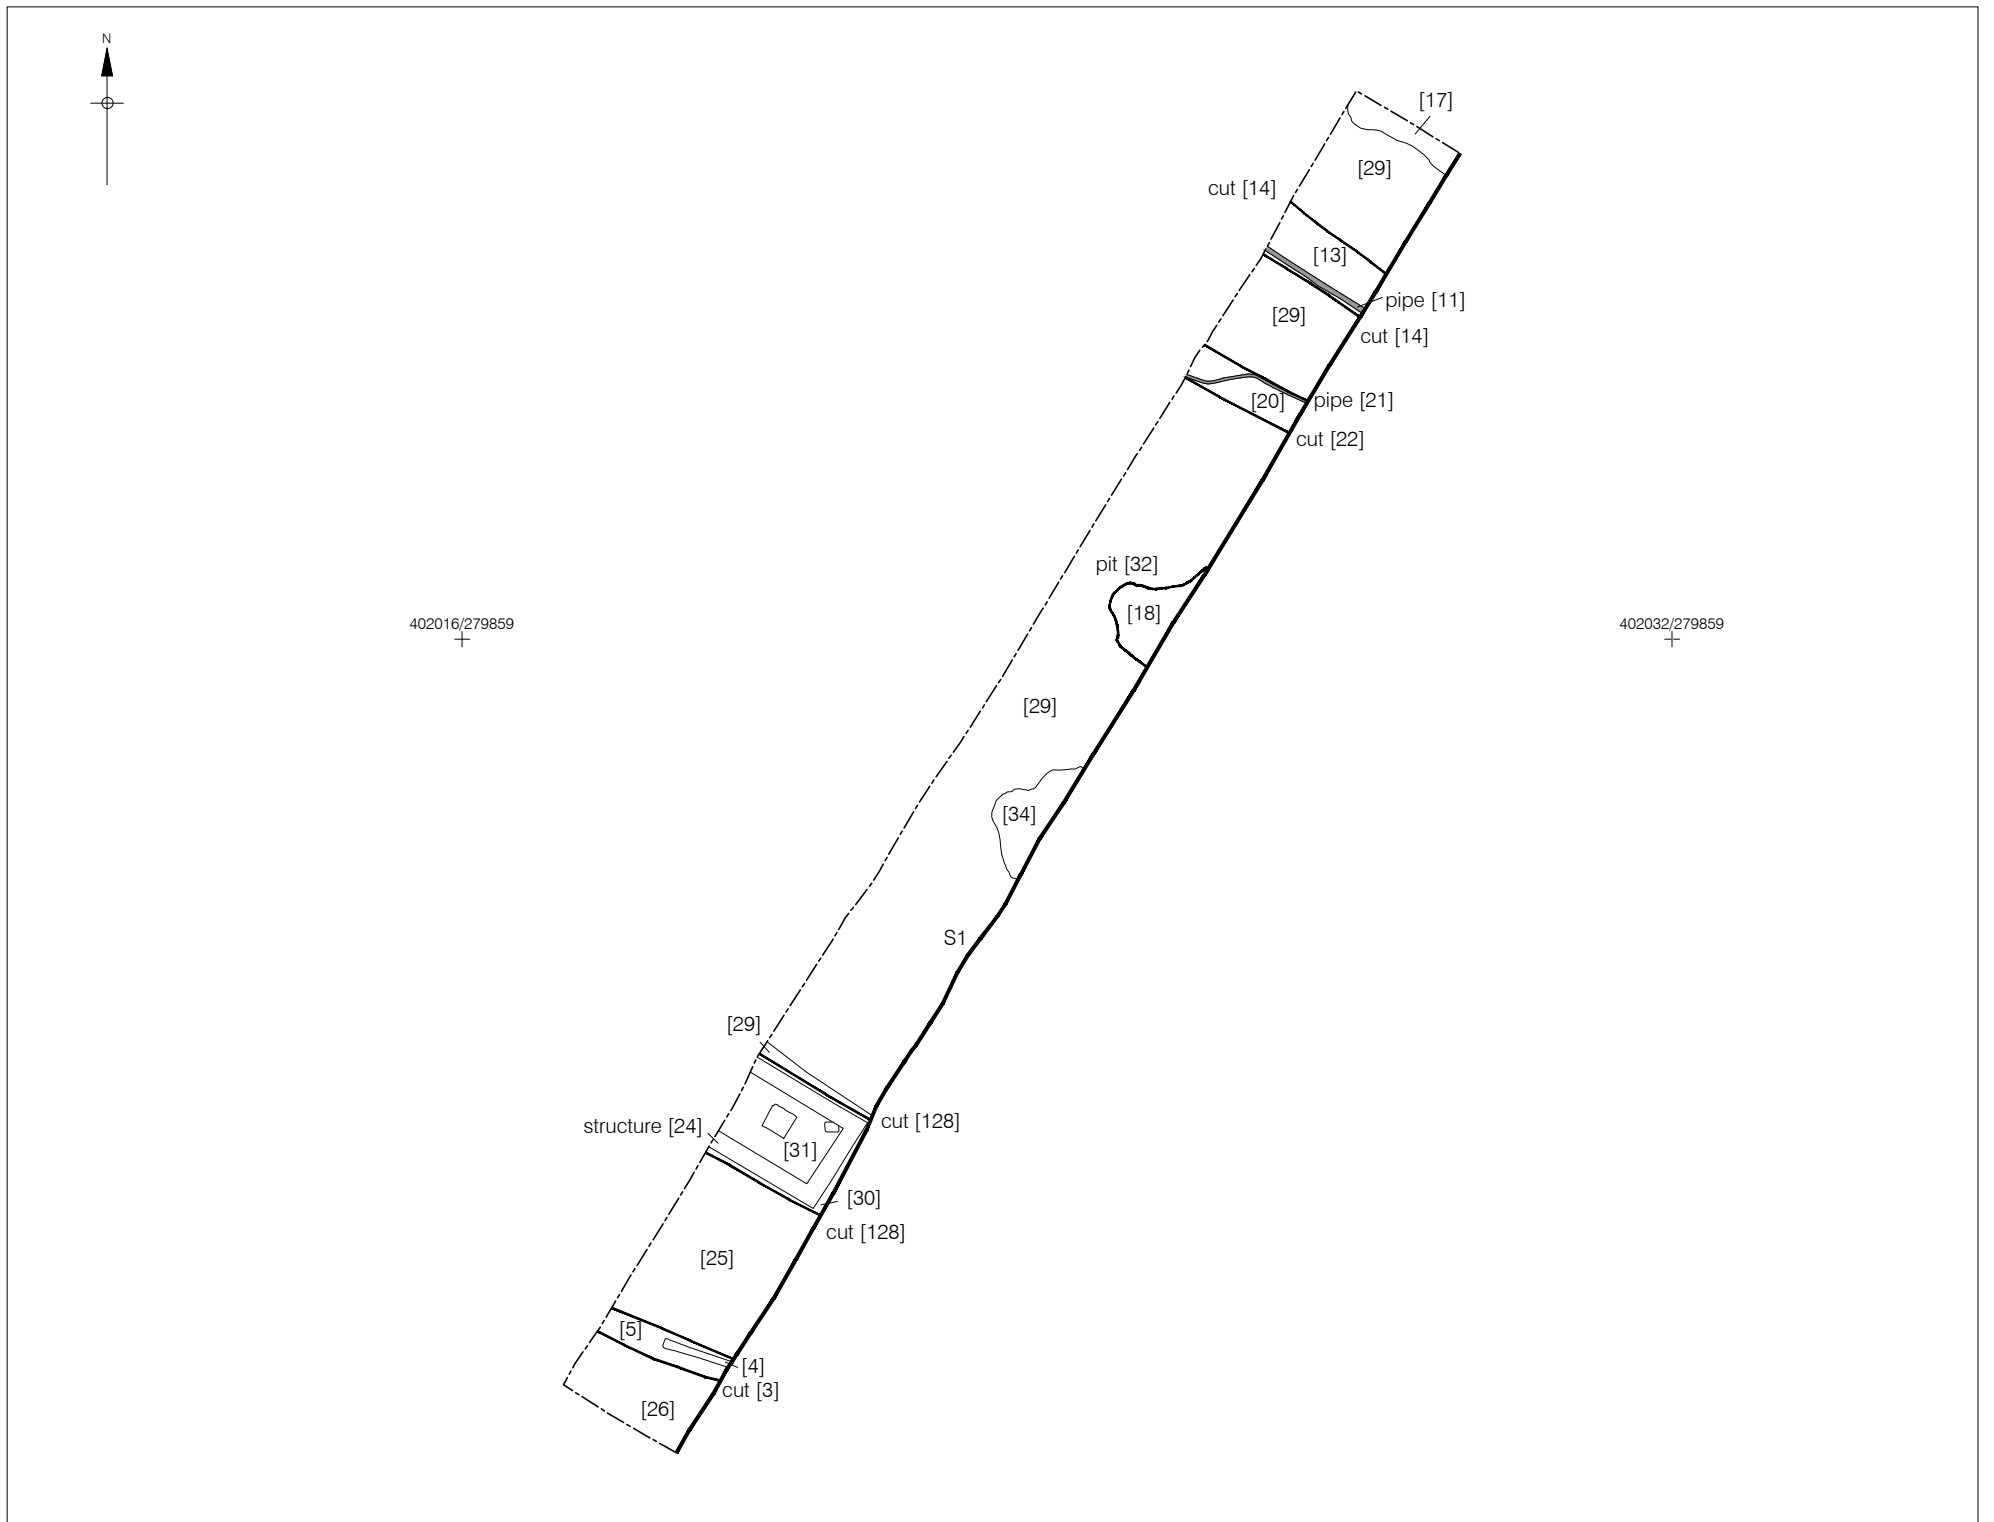 N
[17]
[29]
cut [14]
[13]
pipe [11]
[29]
cut [14]
[20]
pipe [21]
cut [22]
pit [32]
[18]
402016/279859
402032/279859
[29]
[34]
S1
[29]
cut [128]
structure [24]
[31]
[30]
cut [128]
[25]
[5]
[4]
cut [3]
[26]